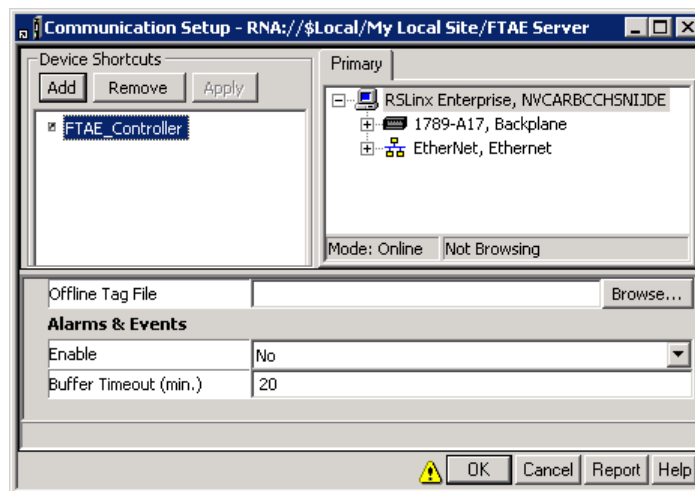 Communication Setup - RNA://$Local/My Local Site/FTAE Server
Device Shortcuts
Add Remove Apply
FTAE_Controller
Primary
RSLinx Enterprise, NVCARBCCHSNIJDE
1789-A17, Backplane
EtherNet, Ethernet
Mode: Online Not Browsing
Offline Tag File Browse...
Alarms & Events
Enable No
Buffer Timeout (min.) 20
OK Cancel Report Help